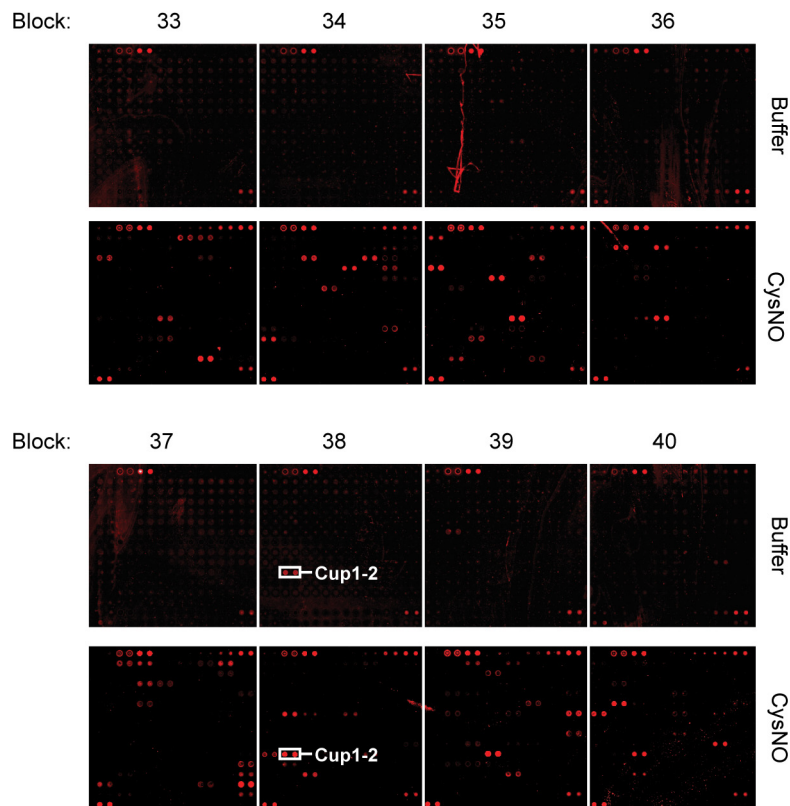 Block: 33 34 35 36
Buffer
CysNO
Block: 37 38 39 40
Buffer
Cup1-2
CysNO
Cup1-2